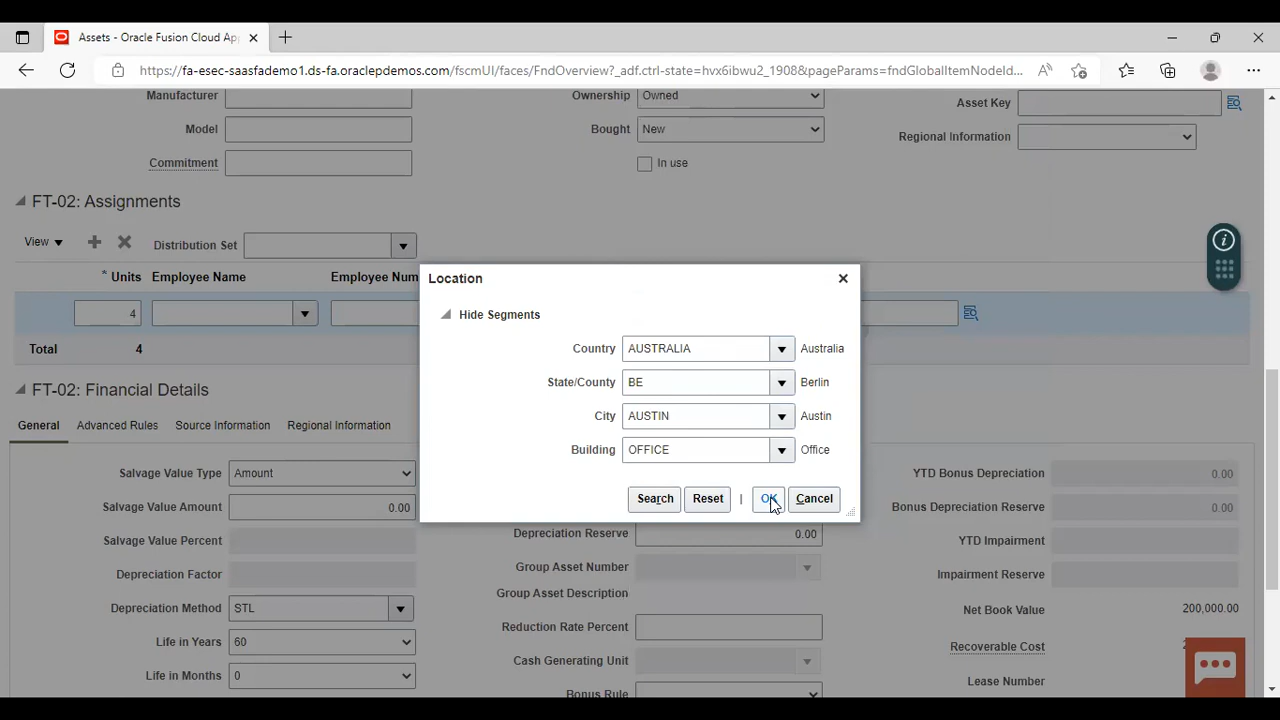 Assets - Oracle Fusion Cloud Ap
https://fa-esec-saasfademo1.ds-fa.oraclepdemos.com/fscmUI/faces/FndOverview?_adf.ctrl-state=hvx6ibwu2_1908&pageParams=fndGlobalItemNodeId...
Manufacturer
Ownership Owned
Asset Key
Model
Bought New
Regional Information
Commitment
In use
FT-02: Assignments
View
Distribution Set
* Units Employee Name Employee Num
4
Total 4
Location
Hide Segments
Country AUSTRALIA Australia
State/County BE Berlin
City AUSTIN Austin
Building OFFICE Office
Search Reset | OK Cancel
FT-02: Financial Details
General Advanced Rules Source Information Regional Information
Salvage Value Type Amount
YTD Bonus Depreciation 0.00
Salvage Value Amount 0.00
Bonus Depreciation Reserve 0.00
Salvage Value Percent
Depreciation Reserve 0.00
YTD Impairment
Depreciation Factor
Group Asset Number
Impairment Reserve
Group Asset Description
Depreciation Method STL
Net Book Value 200,000.00
Reduction Rate Percent
Life in Years 60
Recoverable Cost
Cash Generating Unit
Life in Months 0
Lease Number
Bonus Rule